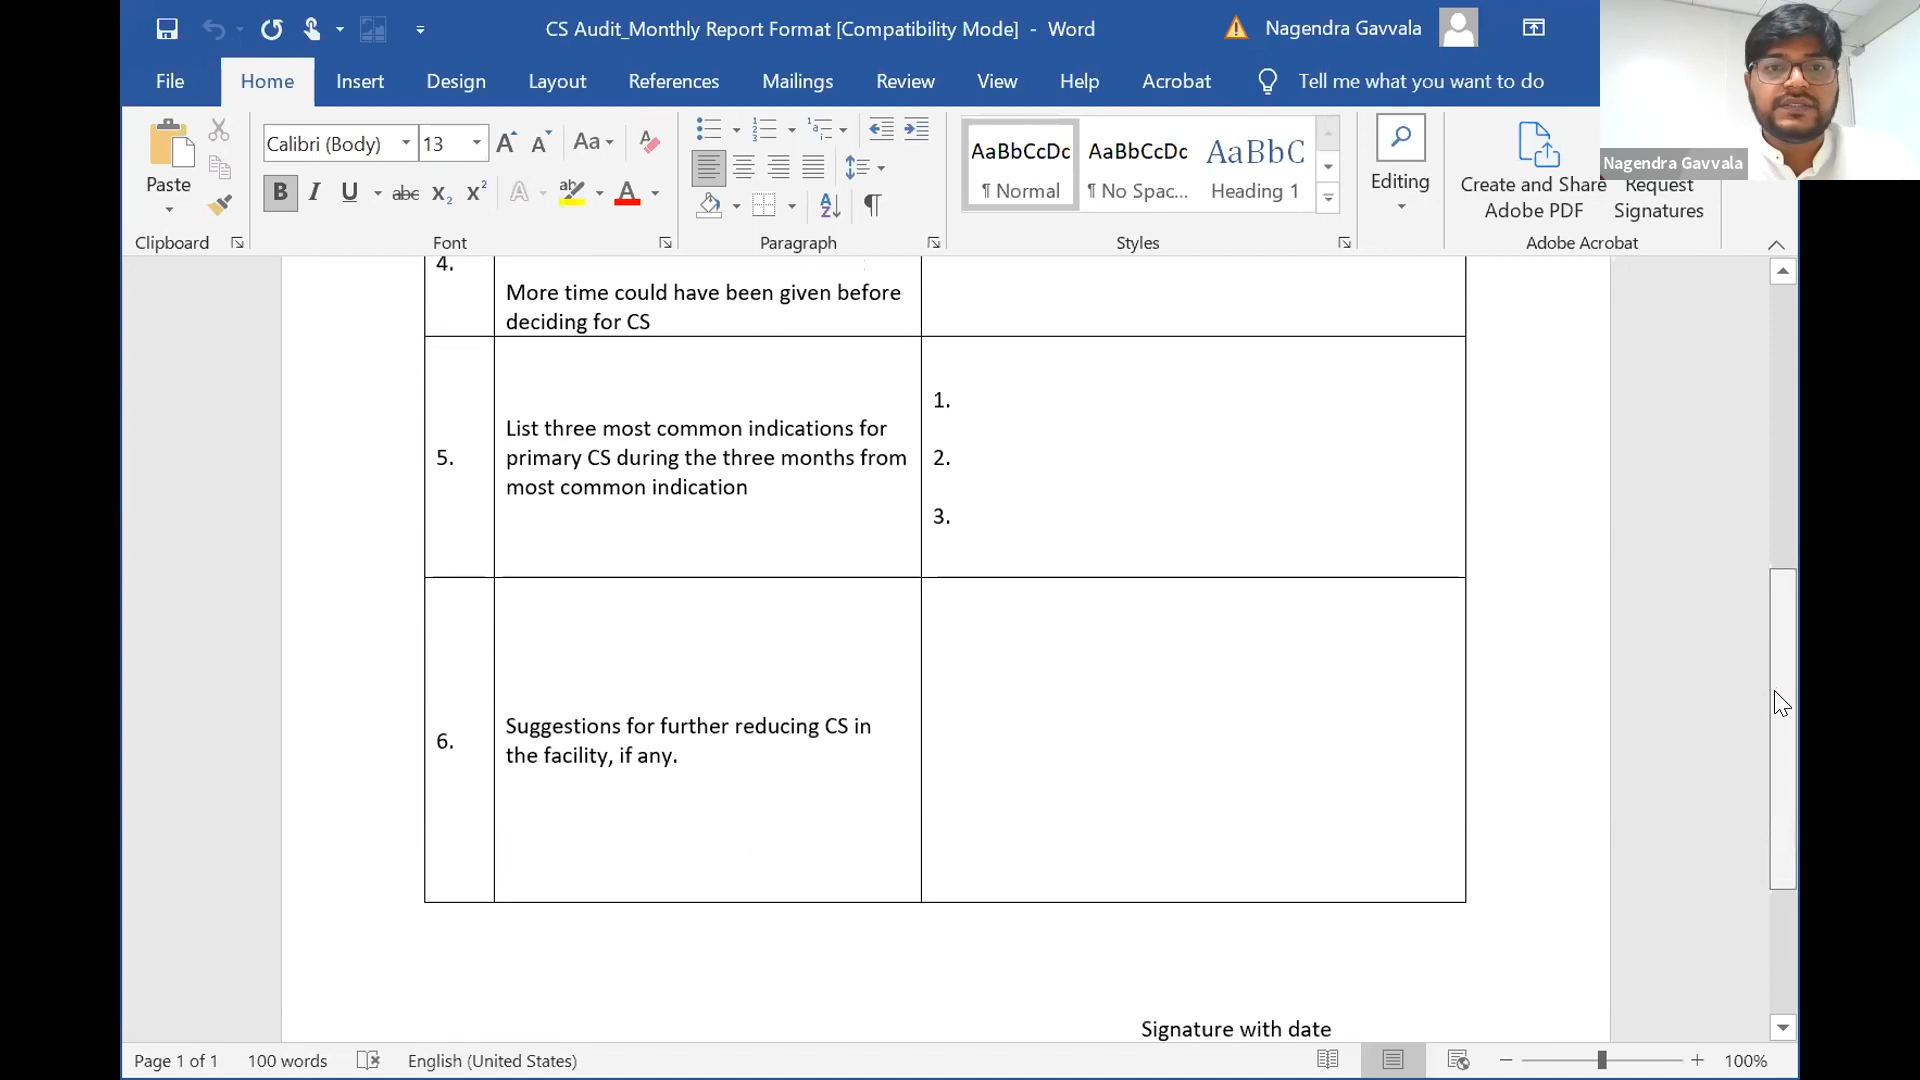 CS Audit_Monthly Report Format [Compatibility Mode] - Word
Nagendra Gavvala
File Home Insert Design Layout References Mailings Review View Help Acrobat Tell me what you want to do
Nagendra Gavvala
Paste
Clipboard
Calibri (Body) 13
Aa
B I U abc X₂ X²
A A
Font
Paragraph
AaBbCcDc AaBbCcDc AaBbC
¶ Normal ¶ No Spac... Heading 1
Styles
Editing
Create and Share
Adobe PDF
Request
Signatures
Adobe Acrobat
4.
More time could have been given before
deciding for CS
5.
List three most common indications for
primary CS during the three months from
most common indication
1.
2.
3.
6.
Suggestions for further reducing CS in
the facility, if any.
Signature with date
Page 1 of 1 100 words English (United States) 100%